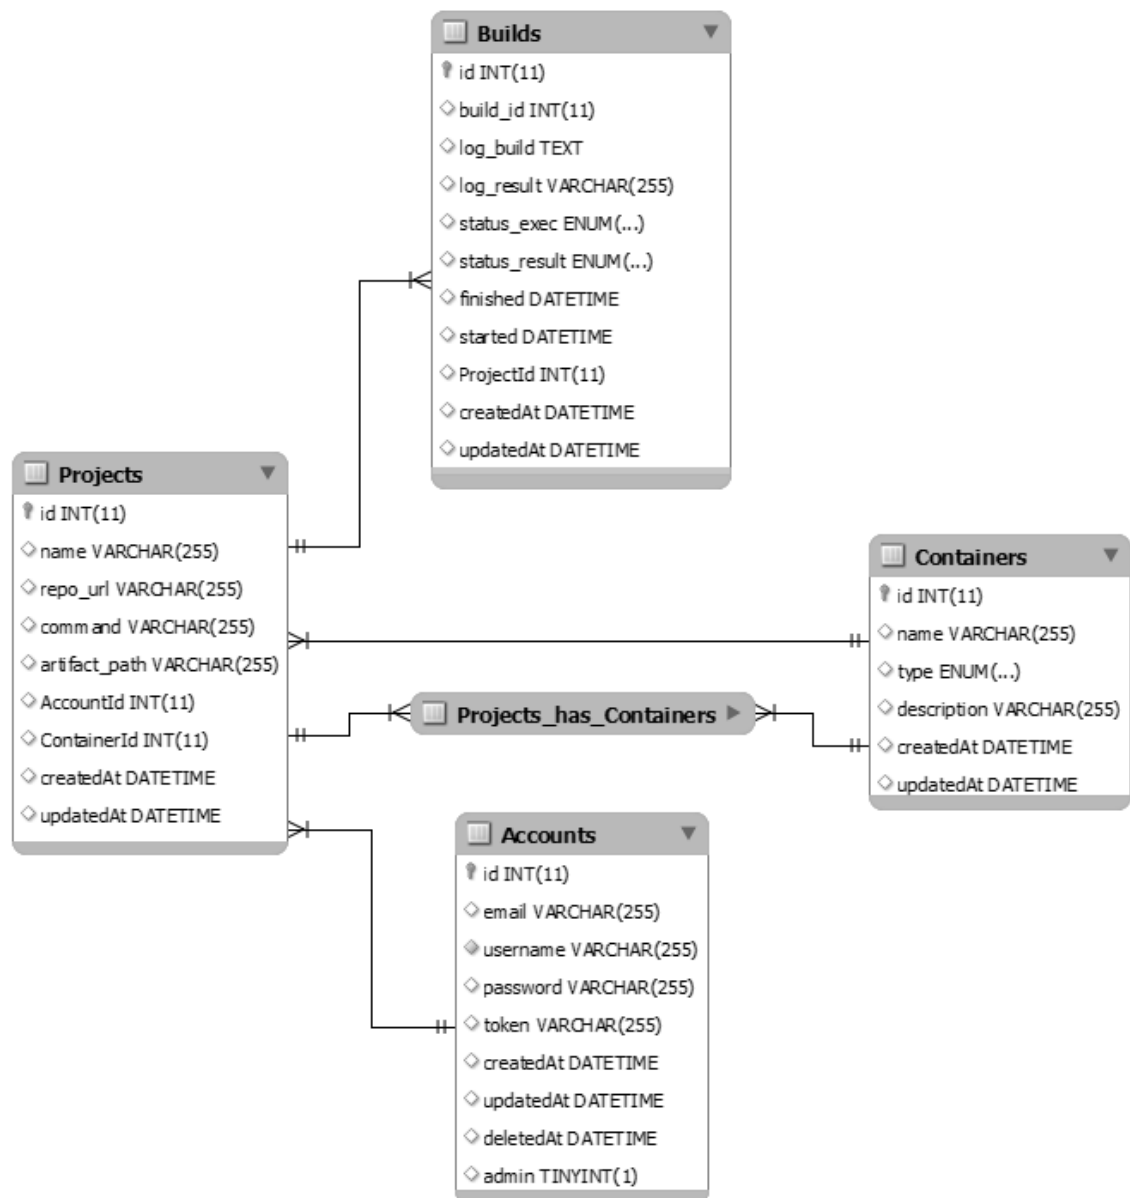 Builds
id INT(11)
build_id INT(11)
log_build TEXT
log_result VARCHAR(255)
status_exec ENUM(...)
status_result ENUM(...)
finished DATETIME
started DATETIME
ProjectId INT(11)
createdAt DATETIME
updatedAt DATETIME
Projects
id INT(11)
name VARCHAR(255)
repo_url VARCHAR(255)
command VARCHAR(255)
artifact_path VARCHAR(255)
AccountId INT(11)
ContainerId INT(11)
createdAt DATETIME
updatedAt DATETIME
Containers
id INT(11)
name VARCHAR(255)
type ENUM(...)
description VARCHAR(255)
createdAt DATETIME
updatedAt DATETIME
Projects_has_Containers
Accounts
id INT(11)
email VARCHAR(255)
username VARCHAR(255)
password VARCHAR(255)
token VARCHAR(255)
createdAt DATETIME
updatedAt DATETIME
deletedAt DATETIME
admin TINYINT(1)